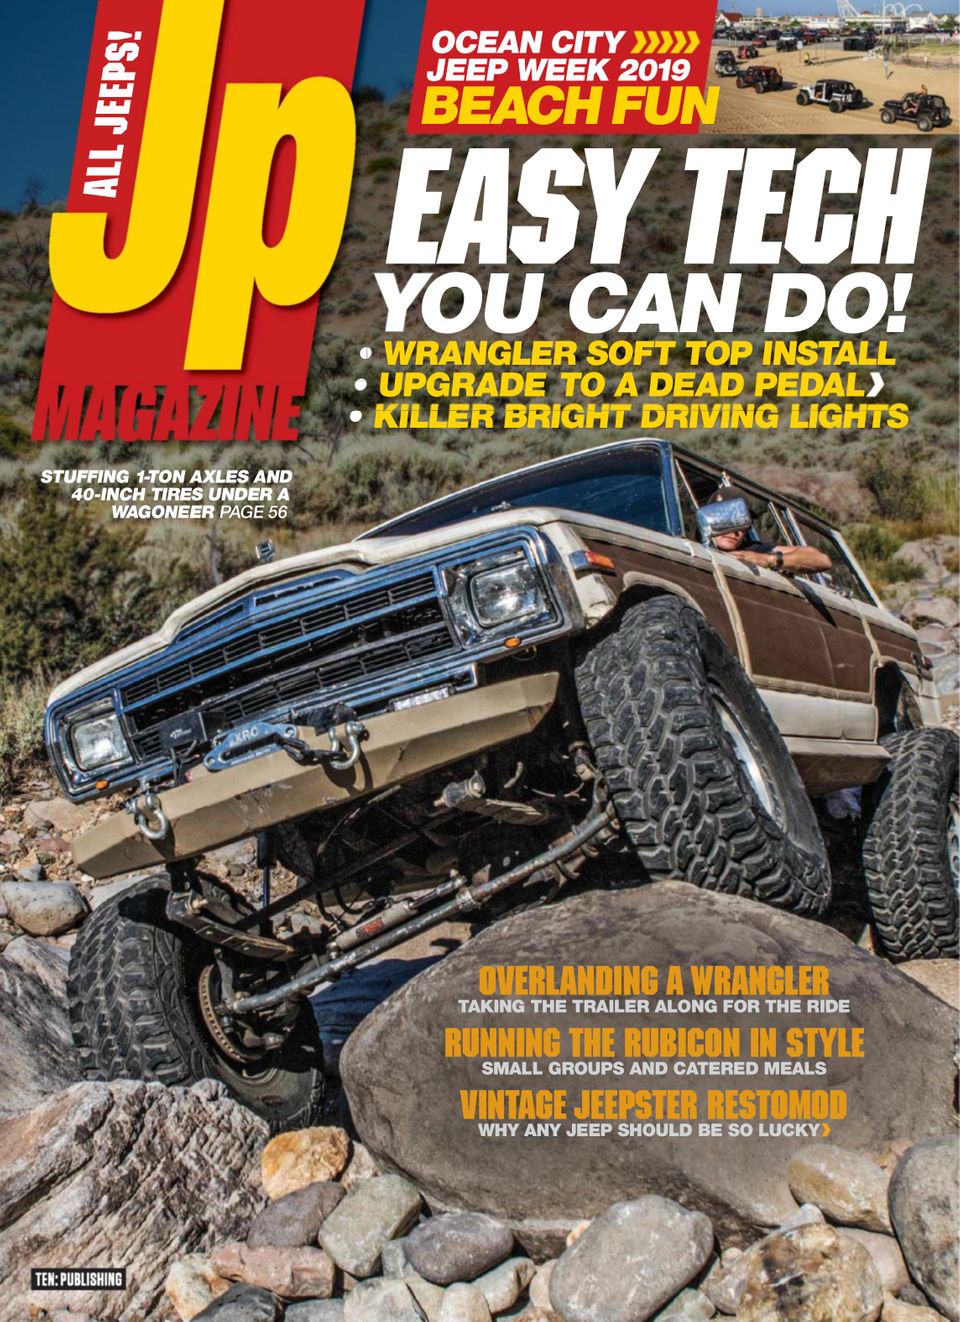 ALL JEEPS!
Jp
MAGAZINE
OCEAN CITY
JEEP WEEK 2019
BEACH FUN
EASY TECH
YOU CAN DO!
• WRANGLER SOFT TOP INSTALL
• UPGRADE TO A DEAD PEDAL
• KILLER BRIGHT DRIVING LIGHTS
STUFFING 1-TON AXLES AND
40-INCH TIRES UNDER A
WAGONEER PAGE 56
XRC
OVERLANDING A WRANGLER
TAKING THE TRAILER ALONG FOR THE RIDE
RUNNING THE RUBICON IN STYLE
SMALL GROUPS AND CATERED MEALS
VINTAGE JEEPSTER RESTOMOD
WHY ANY JEEP SHOULD BE SO LUCKY
TEN: PUBLISHING